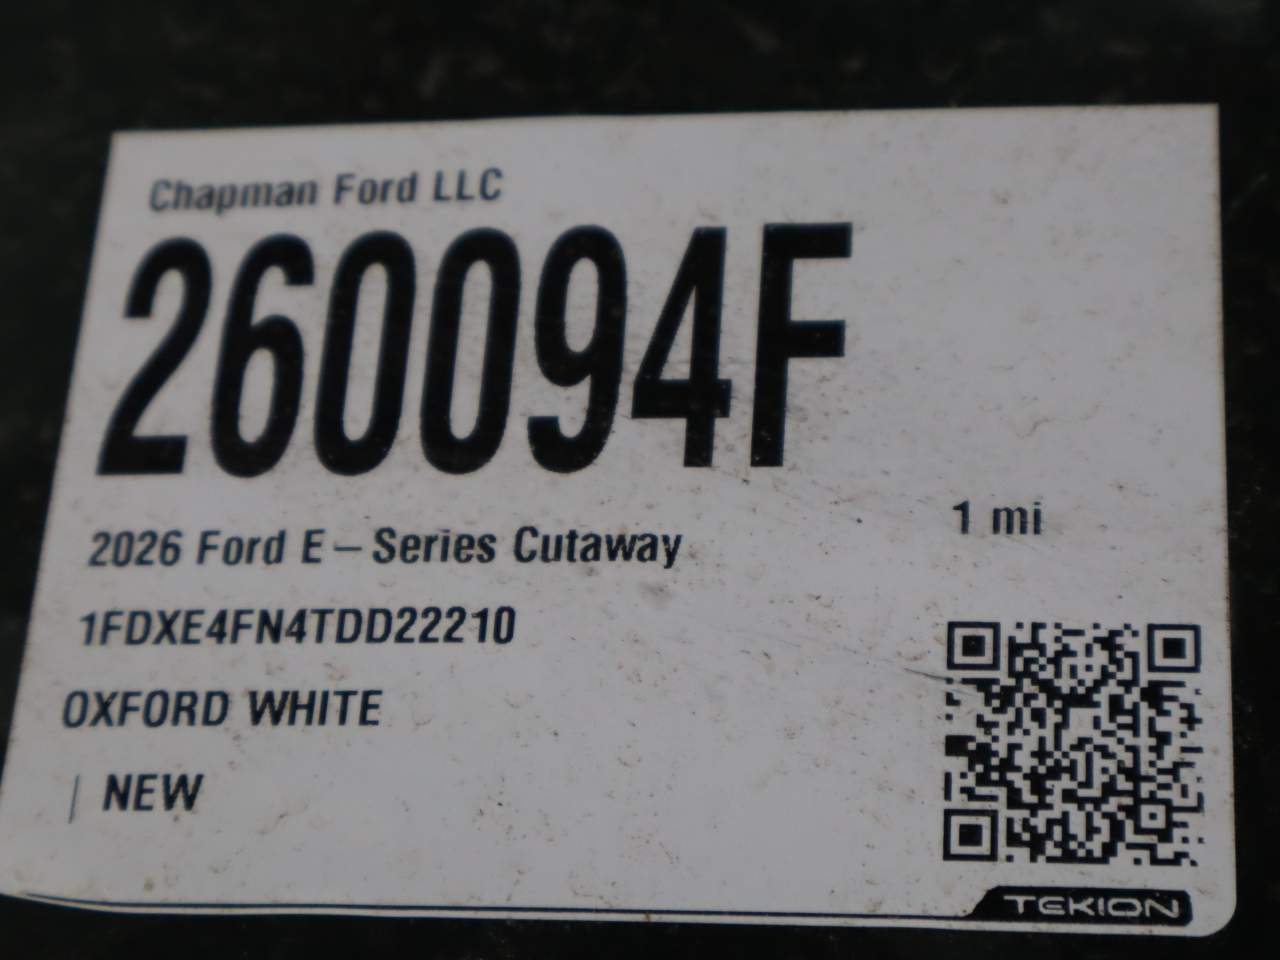 Chapman Ford LLC
260094F
2026 Ford E – Series Cutaway
1 mi
1FDXE4FN4TDD22210
OXFORD WHITE
| NEW
TEKION